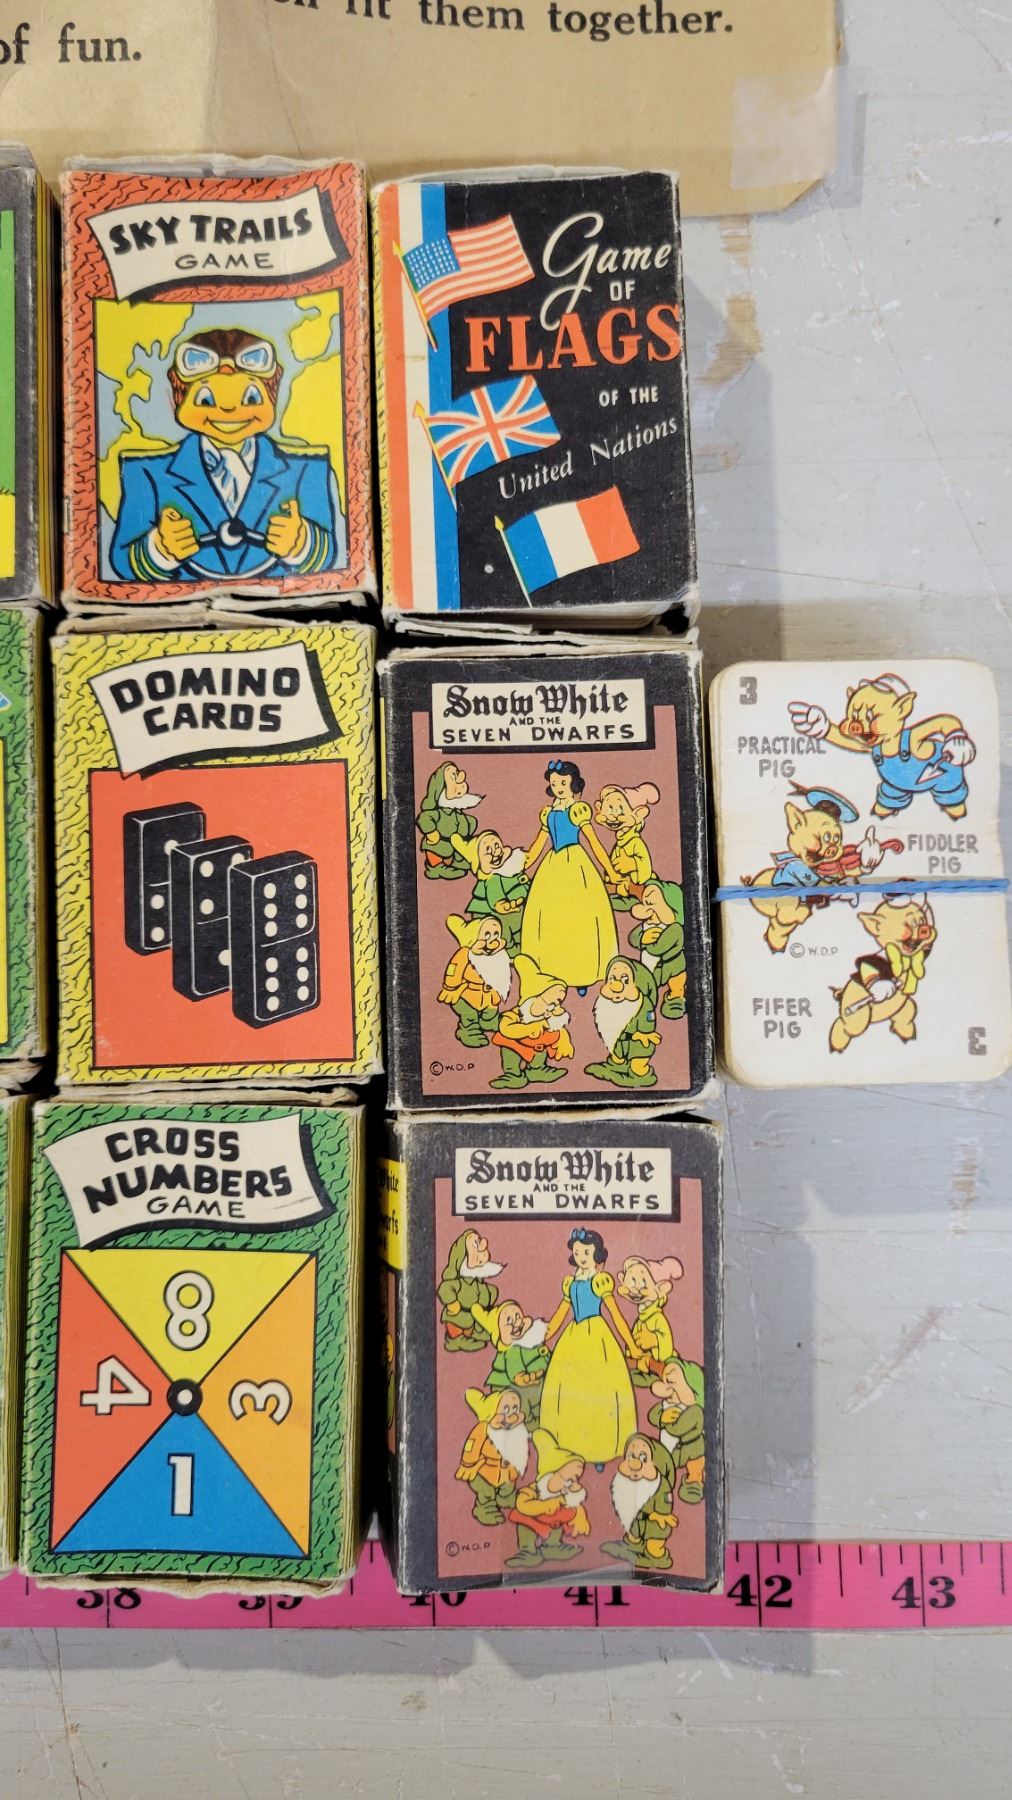 fit them together.
of fun.
SKY TRAILS
GAME
Game
OF
FLAGS
OF THE
United Nations
DOMINO
CARDS
Snow White
AND THE
SEVEN DWARFS
© W.D.P
3
PRACTICAL
PIG
FIDDLER
PIG
© W.D.P
FIFER
PIG
3
CROSS
NUMBERS
GAME
8
4
3
1
Snow White
AND THE
SEVEN DWARFS
© W.D.P
38 39 40 41 42 43